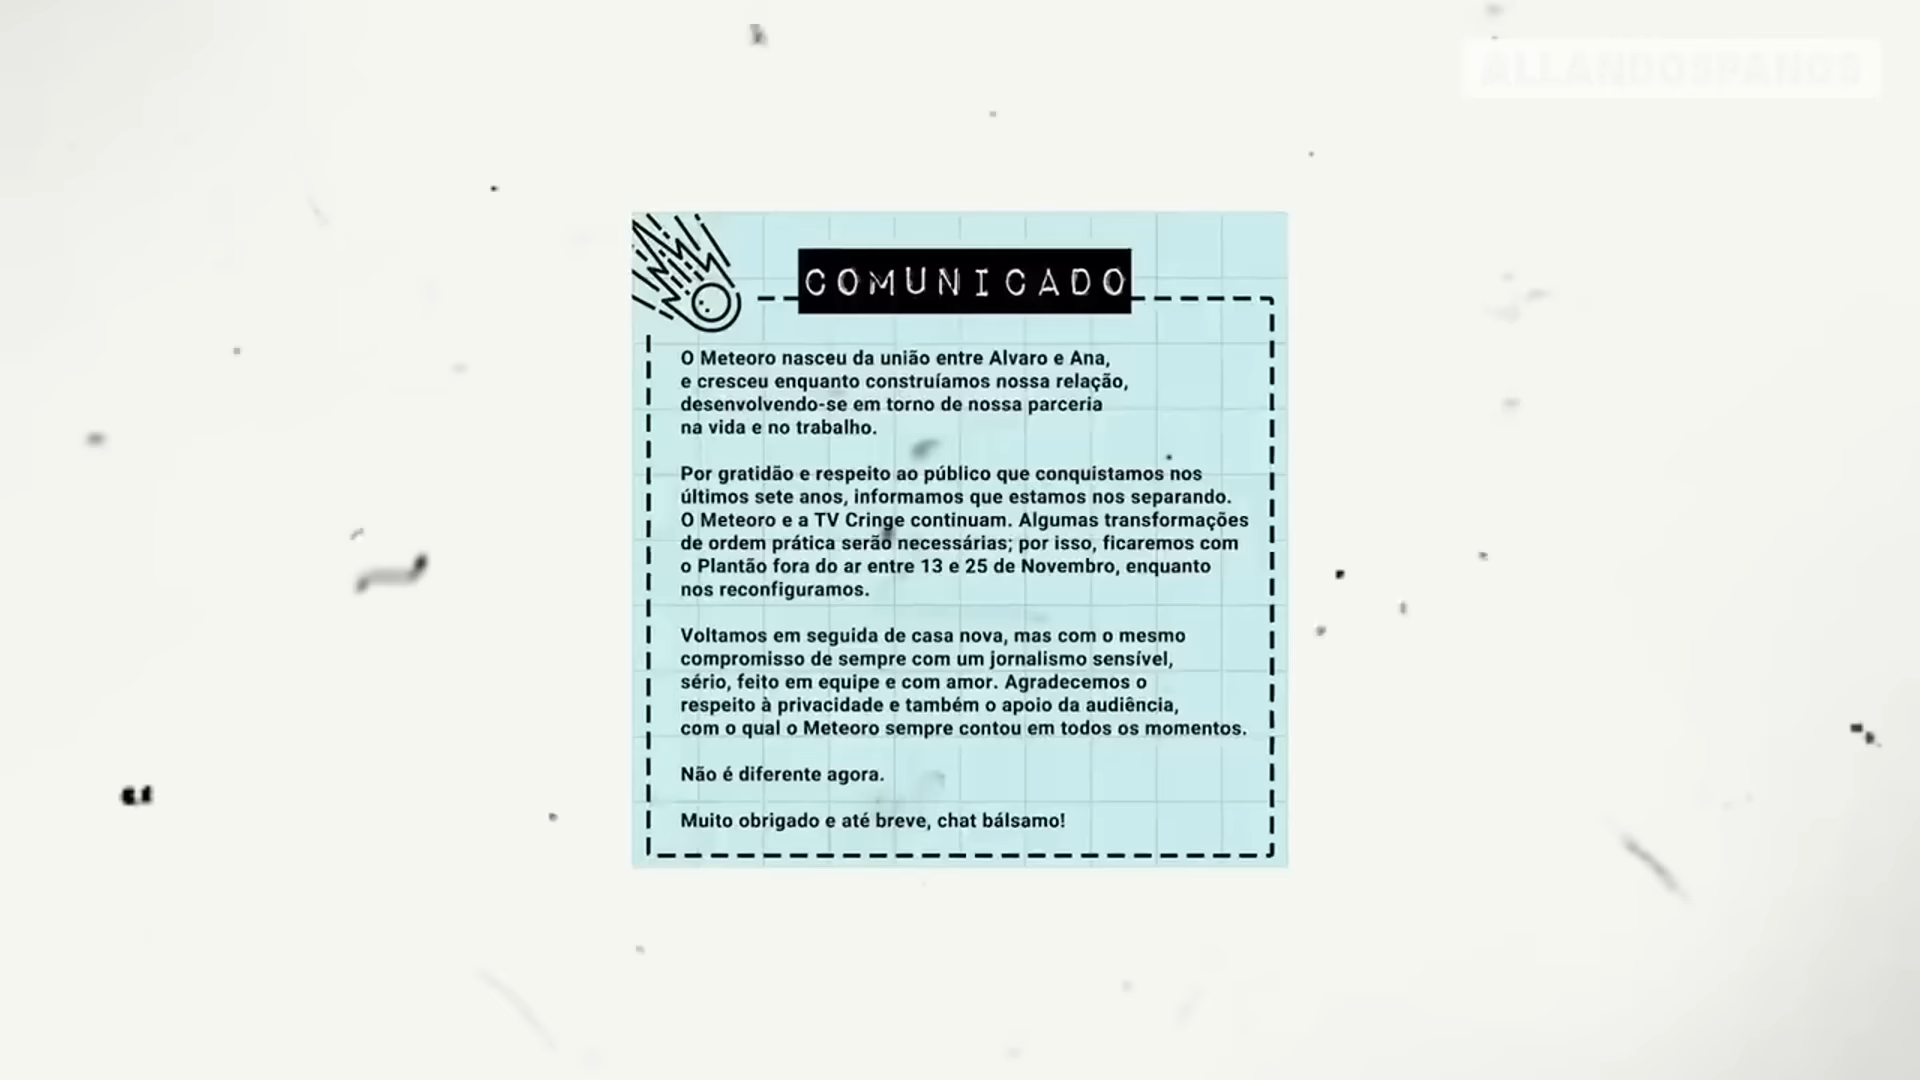 ALLANDOSPANOS
COMUNICADO
O Meteoro nasceu da união entre Alvaro e Ana,
e cresceu enquanto construíamos nossa relação,
desenvolvendo-se em torno de nossa parceria
na vida e no trabalho.
Por gratidão e respeito ao público que conquistamos nos
últimos sete anos, informamos que estamos nos separando.
O Meteoro e a TV Cringe continuam. Algumas transformações
de ordem prática serão necessárias; por isso, ficaremos com
o Plantão fora do ar entre 13 e 25 de Novembro, enquanto
nos reconfiguramos.
Voltamos em seguida de casa nova, mas com o mesmo
compromisso de sempre com um jornalismo sensível,
sério, feito em equipe e com amor. Agradecemos o
respeito à privacidade e também o apoio da audiência,
com o qual o Meteoro sempre contou em todos os momentos.
Não é diferente agora.
Muito obrigado e até breve, chat bálsamo!